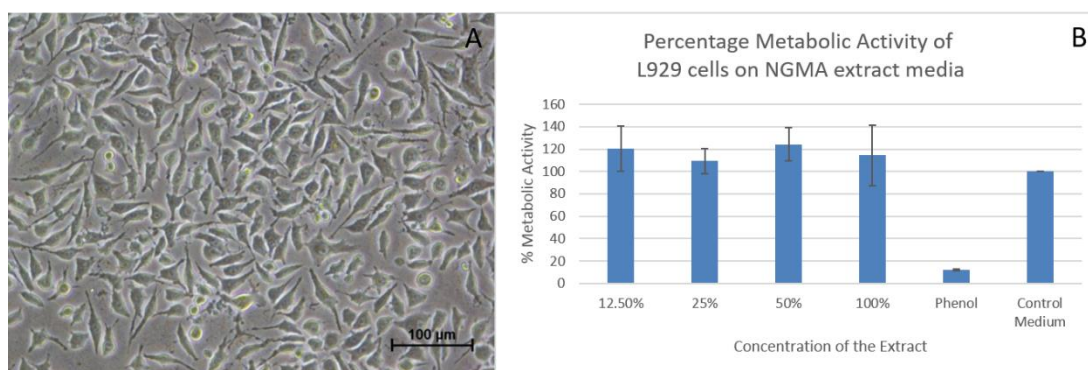 A
100 µm
B
Percentage Metabolic Activity of
L929 cells on NGMA extract media
160
140
120
100
80
60
40
20
0
% Metabolic Activity
12.50% 25% 50% 100% Phenol Control
Medium
Concentration of the Extract